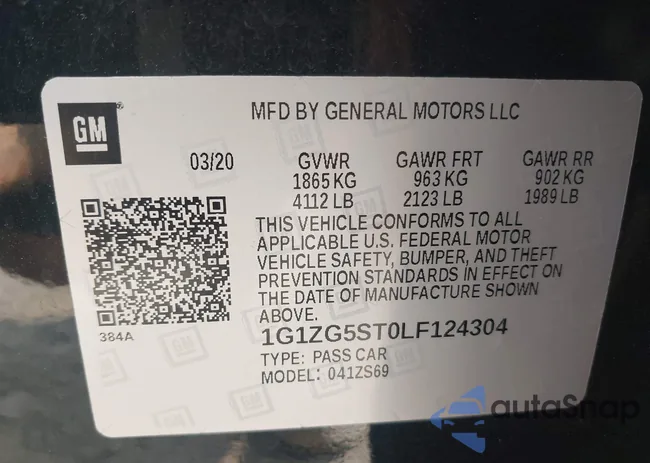 GM
MFD BY GENERAL MOTORS LLC
03/20 GVWR GAWR FRT GAWR RR
1865 KG 963 KG 902 KG
4112 LB 2123 LB 1989 LB
THIS VEHICLE CONFORMS TO ALL
APPLICABLE U.S. FEDERAL MOTOR
VEHICLE SAFETY, BUMPER, AND THEFT
PREVENTION STANDARDS IN EFFECT ON
THE DATE OF MANUFACTURE SHOWN
ABOVE.
384A
1G1ZG5ST0LF124304
TYPE: PASS CAR
MODEL: 041ZS69
autoSnap